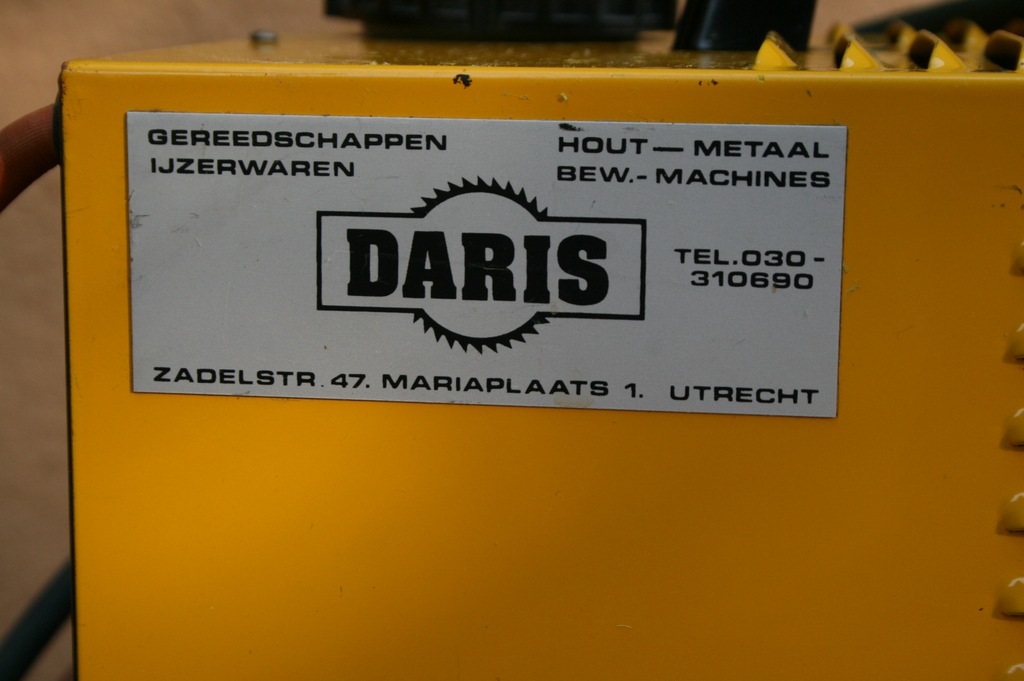 GEREEDSCHAPPEN
IJZERWAREN
HOUT — METAAL
BEW.- MACHINES
DARIS
TEL.030 -
310690
ZADELSTR. 47. MARIAPLAATS 1. UTRECHT